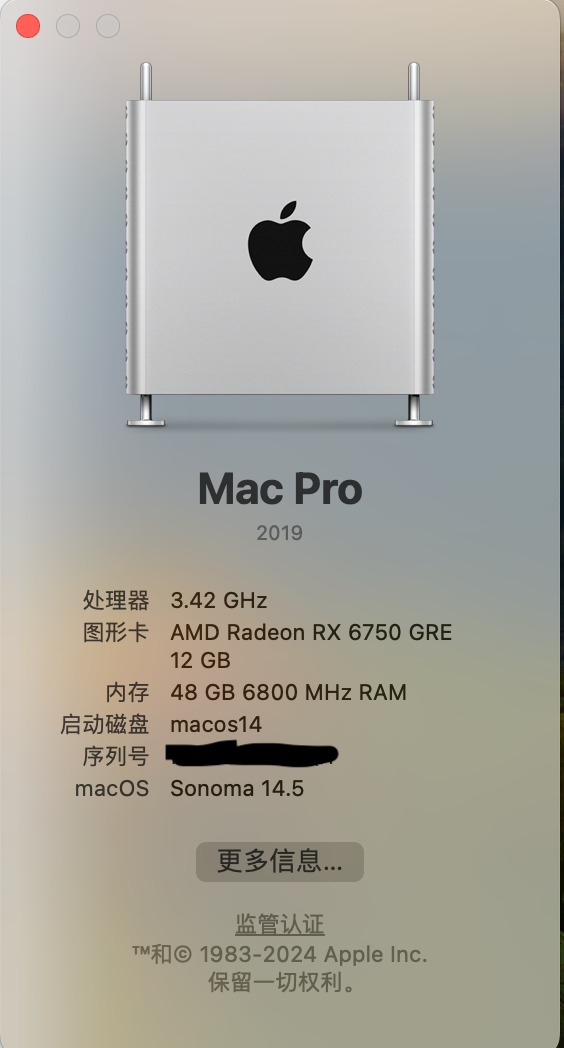 Mac Pro
2019
处理器 3.42 GHz
图形卡 AMD Radeon RX 6750 GRE
12 GB
内存 48 GB 6800 MHz RAM
启动磁盘 macos14
序列号
macOS Sonoma 14.5
更多信息...
监管认证
™和© 1983-2024 Apple Inc.
保留一切权利。